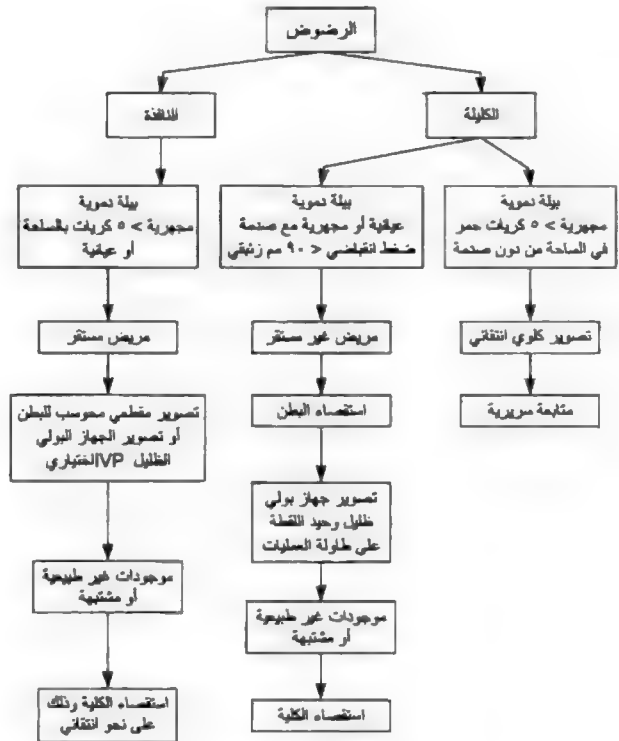 الرضوض
الكليلة
النافذة
بيلة دموية
مجهرية > ٥ كريات حمر
في الساحة من دون صدمة
بيلة دموية
عيانية أو مجهرية مع صدمة
ضغط انقباضي < ٩٠ مم زئبقي
بيلة دموية
مجهرية > ٥ كريات بالساحة
أو عيانية
تصوير كلوي انتقائي
مريض غير مستقر
مريض مستقر
متابعة سريرية
استقصاء البطن
تصوير مقطعي محوسب للبطن
أو تصوير الجهاز البولي
الظليل IVPاختياري
تصوير جهاز بولي
ظليل وحيد اللقطة
على طاولة العمليات
موجودات غير طبيعية
أو مشتبهة
موجودات غير طبيعية
أو مشتبهة
استقصاء الكلية
استقصاء الكلية وذلك
على نحو انتقائي